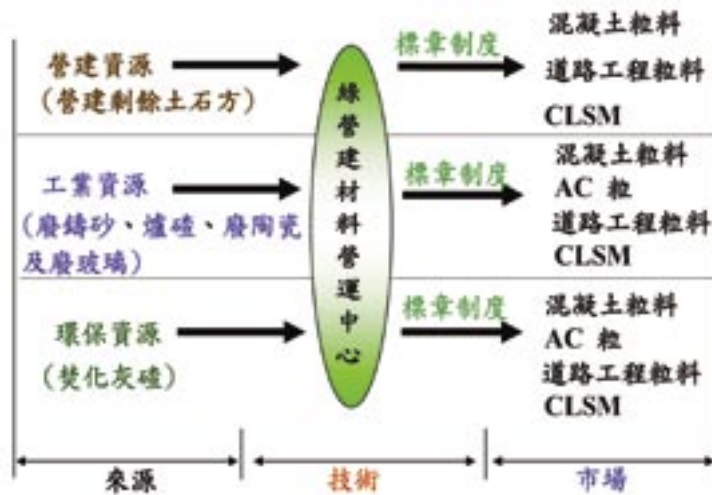 營建資源
(營建剩餘土石方)
標章制度
混凝土粒料
道路工程粒料
CLSM
綠營建材料營運中心
工業資源
(廢鑄砂、爐碴、廢陶瓷
及廢玻璃)
標章制度
混凝土粒料
AC 粒
道路工程粒料
CLSM
環保資源
(焚化灰碴)
標章制度
混凝土粒料
AC 粒
道路工程粒料
CLSM
來源
技術
市場